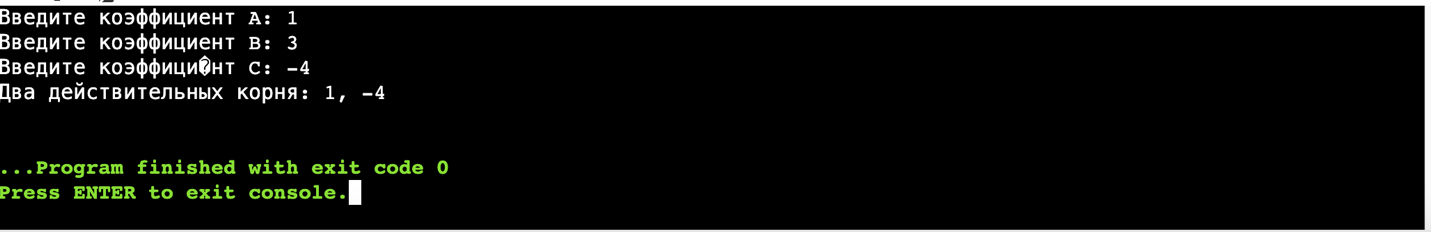 Введите коэффициент A: 1
Введите коэффициент B: 3
Введите коэффици�нт C: -4
Два действительных корня: 1, -4
...Program finished with exit code 0
Press ENTER to exit console.